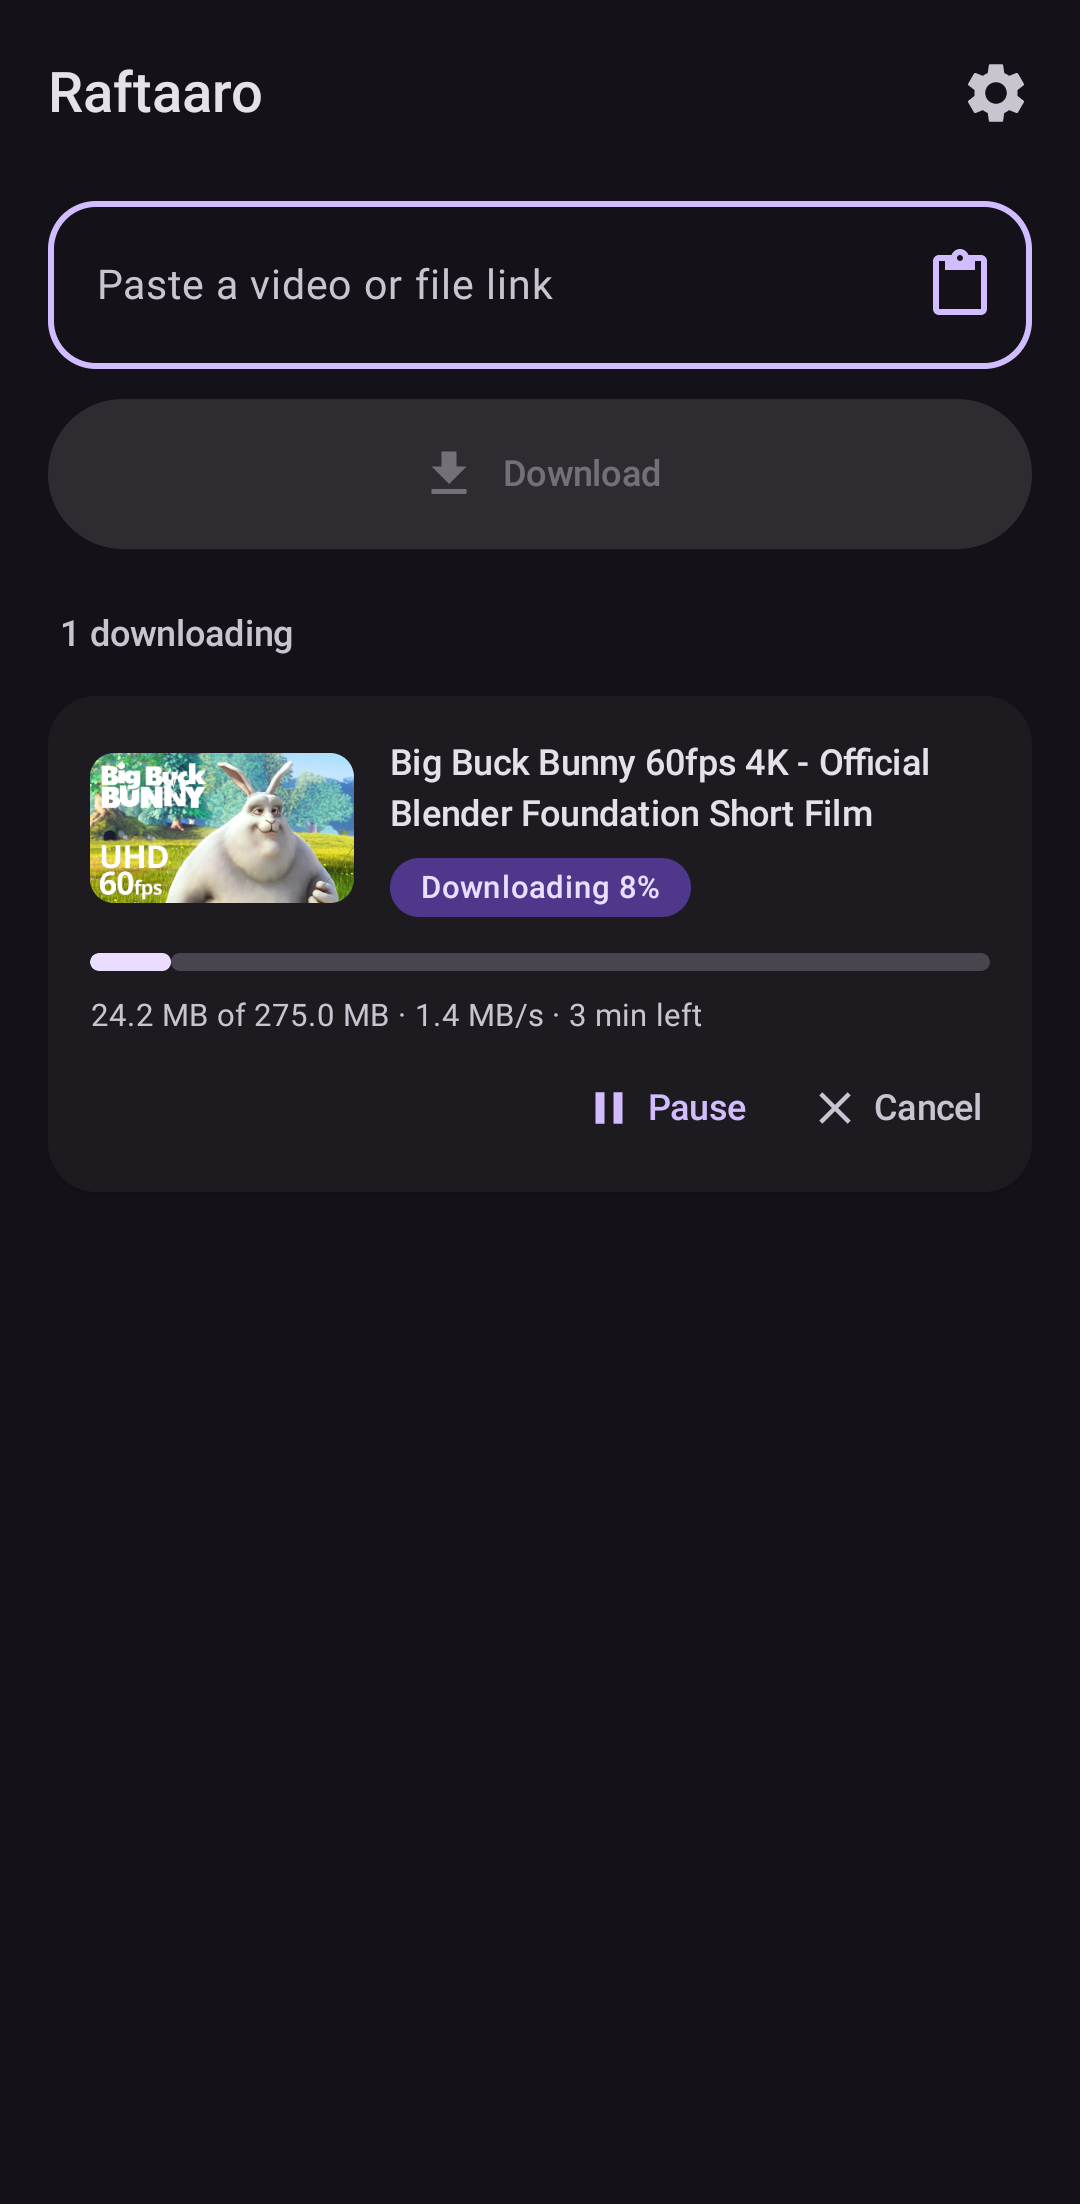 Raftaaro
Paste a video or file link
Download
1 downloading
Big Buck Bunny 60fps 4K - Official
Blender Foundation Short Film
Big Buck
BUNNY
UHD
60fps
Downloading 8%
24.2 MB of 275.0 MB · 1.4 MB/s · 3 min left
Pause
Cancel